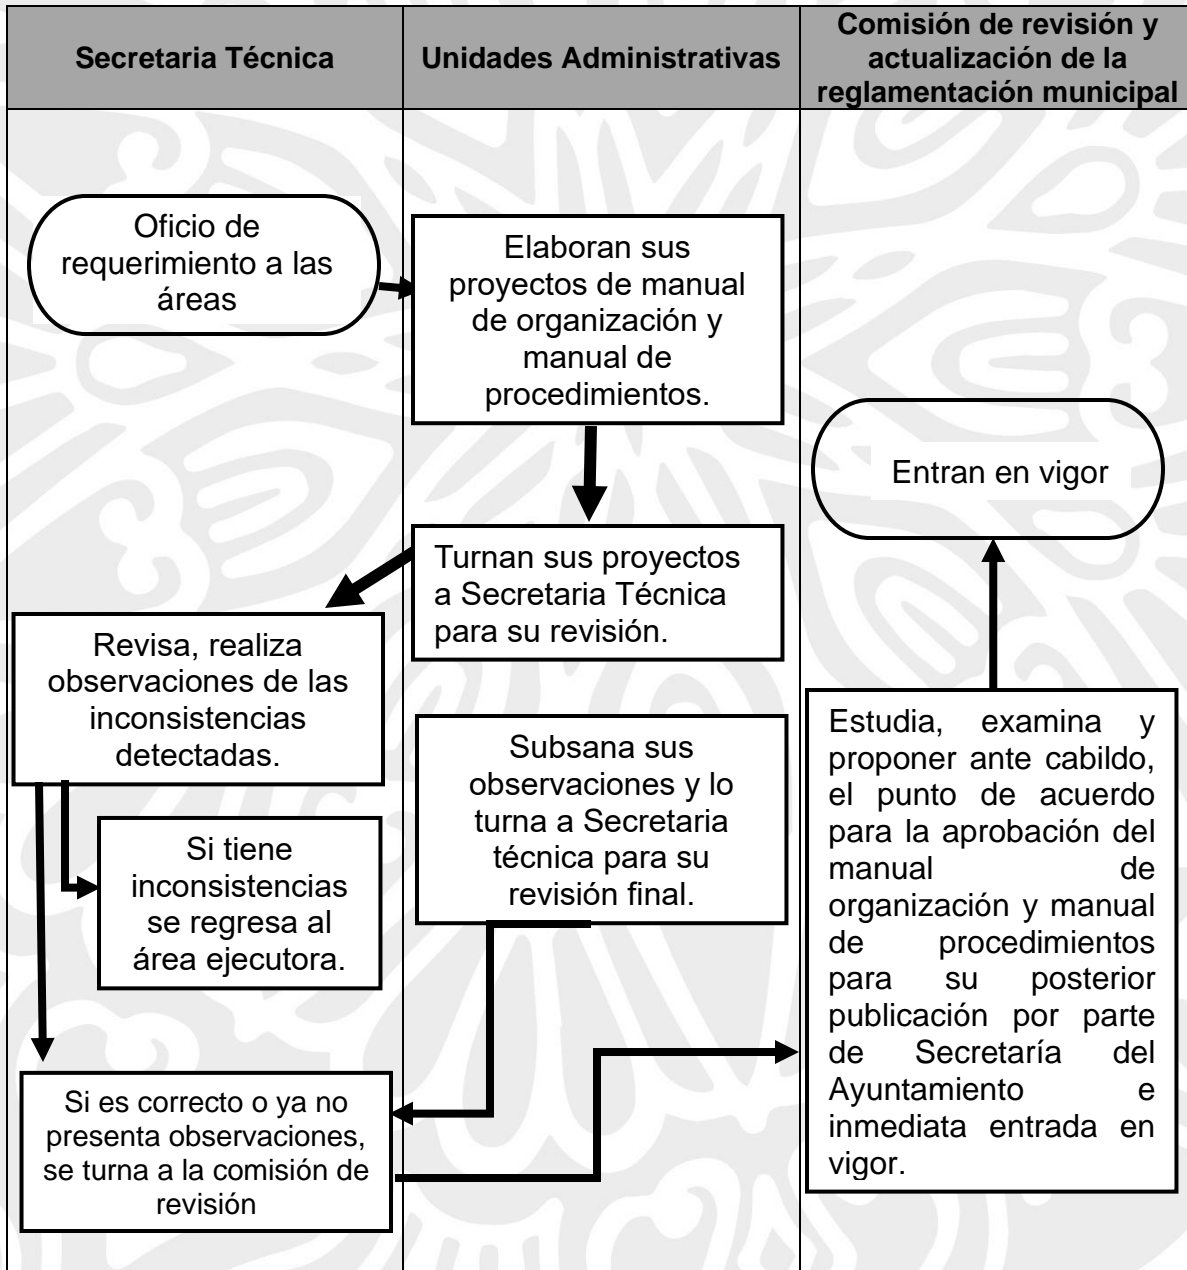 Secretaria Técnica
Unidades Administrativas
Comisión de revisión y
actualización de la
reglamentación municipal
Oficio de
requerimiento a las
áreas
Elaboran sus
proyectos de manual
de organización y
manual de
procedimientos.
Turnan sus proyectos
a Secretaria Técnica
para su revisión.
Revisa, realiza
observaciones de las
inconsistencias
detectadas.
Si tiene
inconsistencias
se regresa al
área ejecutora.
Subsana sus
observaciones y lo
turna a Secretaria
técnica para su
revisión final.
Si es correcto o ya no
presenta observaciones,
se turna a la comisión de
revisión
Estudia, examina y
proponer ante cabildo,
el punto de acuerdo
para la aprobación del
manual de
organización y manual
de procedimientos
para su posterior
publicación por parte
de Secretaría del
Ayuntamiento e
inmediata entrada en
vigor.
Entran en vigor